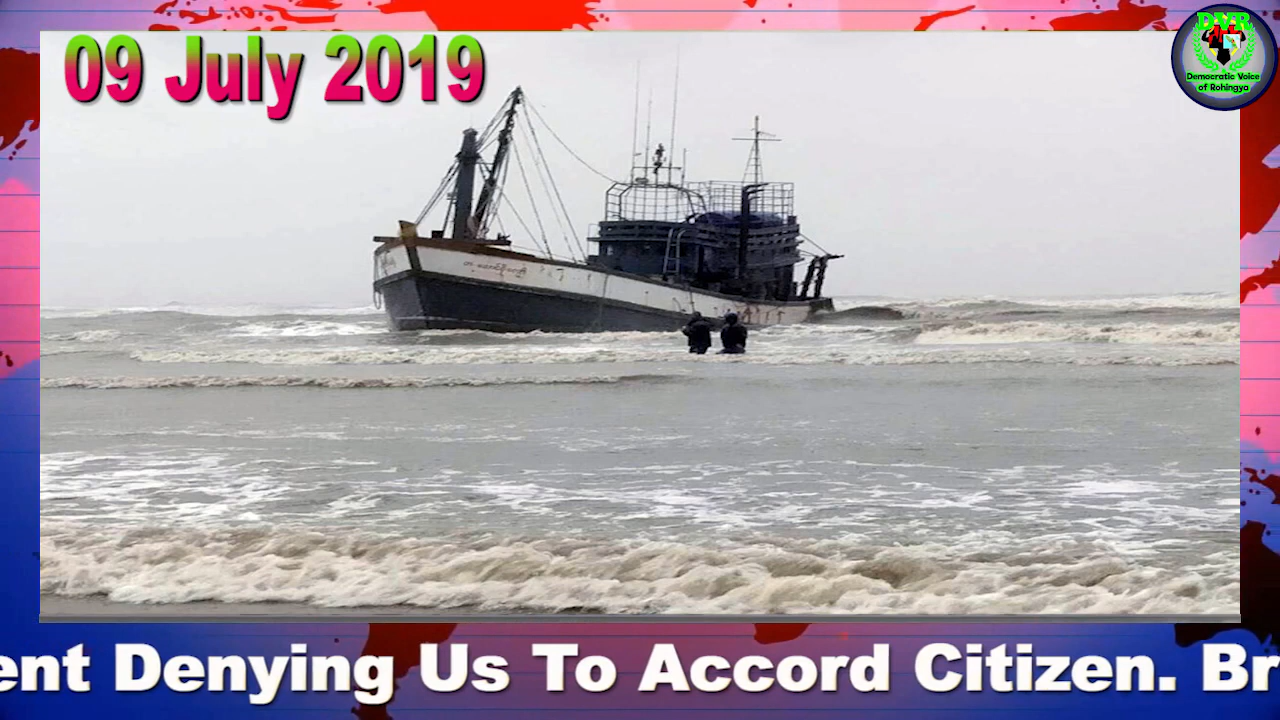 09 July 2019
DVR
Democratic Voice
of Rohingya
ent Denying Us To Accord Citizen. Br